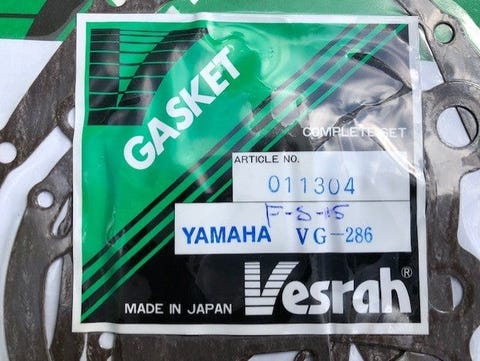 GASKET
COMPLETE SET
ARTICLE NO.
011304
F-S-15
YAMAHA VG-286
MADE IN JAPAN Vesrah®